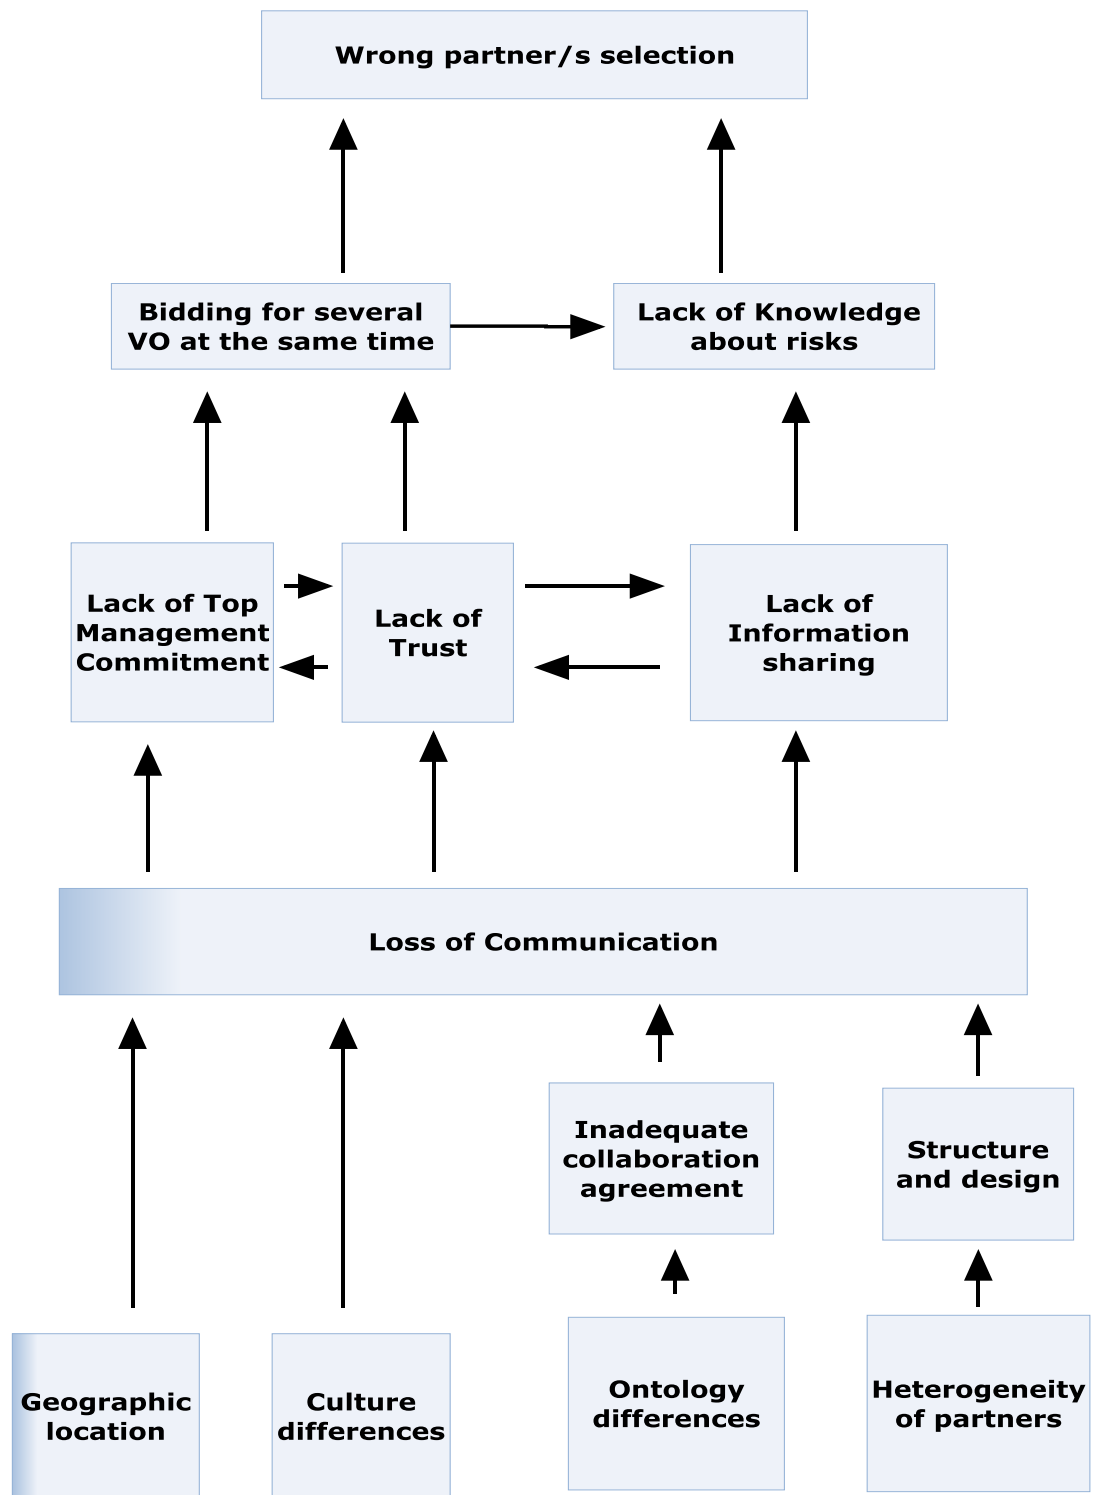 Wrong partner/s selection
Bidding for several
VO at the same time
Lack of Knowledge
about risks
Lack of Top
Management
Commitment
Lack of
Trust
Lack of
Information
sharing
Loss of Communication
Inadequate
collaboration
agreement
Structure
and design
Geographic
location
Culture
differences
Ontology
differences
Heterogeneity
of partners